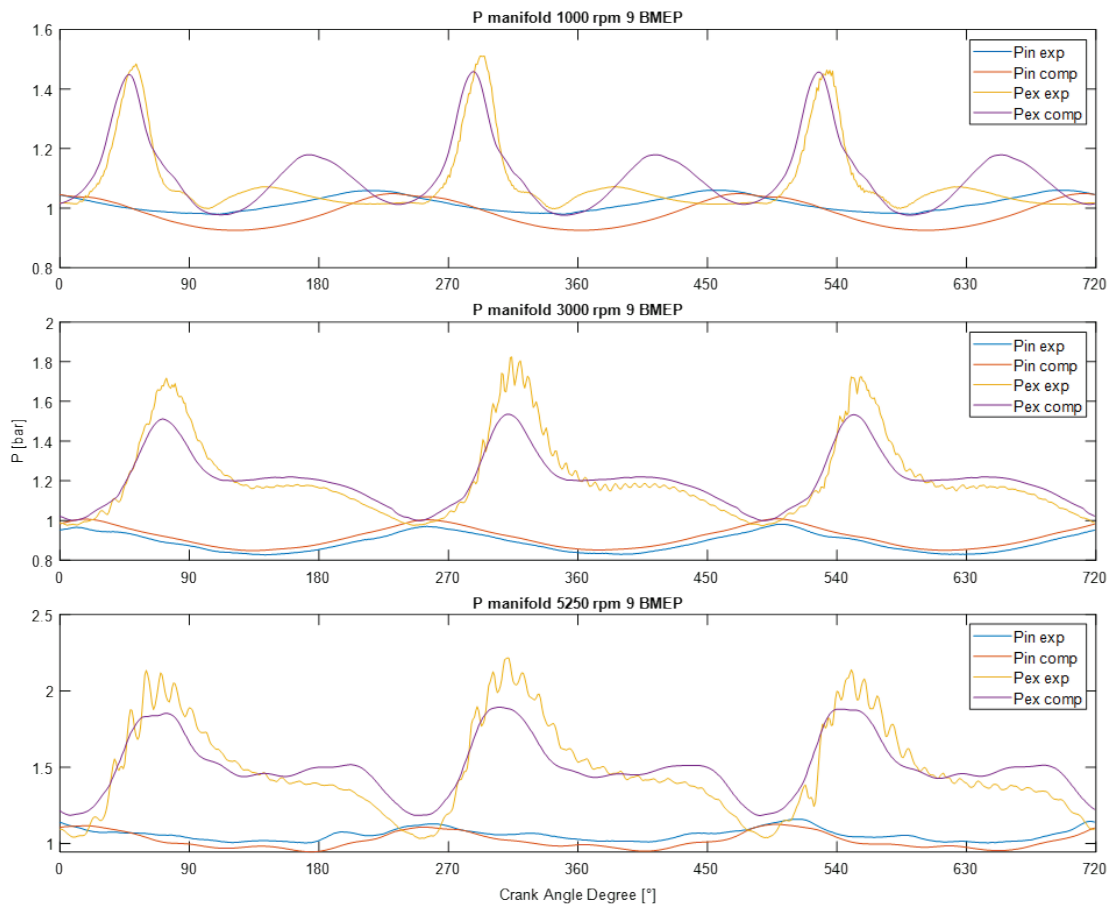 P manifold 1000 rpm 9 BMEP
1.6
1.4
1.2
1
0.8
Pin exp
Pin comp
Pex exp
Pex comp
0 90 180 270 360 450 540 630 720
P manifold 3000 rpm 9 BMEP
2
1.8
1.6
1.4
1.2
1
0.8
P [bar]
Pin exp
Pin comp
Pex exp
Pex comp
0 90 180 270 360 450 540 630 720
P manifold 5250 rpm 9 BMEP
2.5
2
1.5
1
Pin exp
Pin comp
Pex exp
Pex comp
0 90 180 270 360 450 540 630 720
Crank Angle Degree [°]